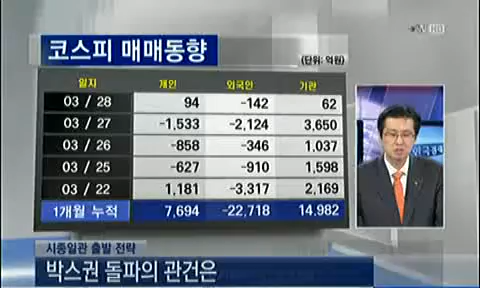 코스피 매매동향
(단위: 억원)
일지 개인 외국인 기관
03 / 28 94 -142 62
03 / 27 -1,533 -2,124 3,650
03 / 26 -858 -346 1,037
03 / 25 -627 -910 1,598
03 / 22 1,181 -3,317 2,169
1개월 누적 7,694 -22,718 14,982
시종일관 출발 전략
박스권 돌파의 관건은